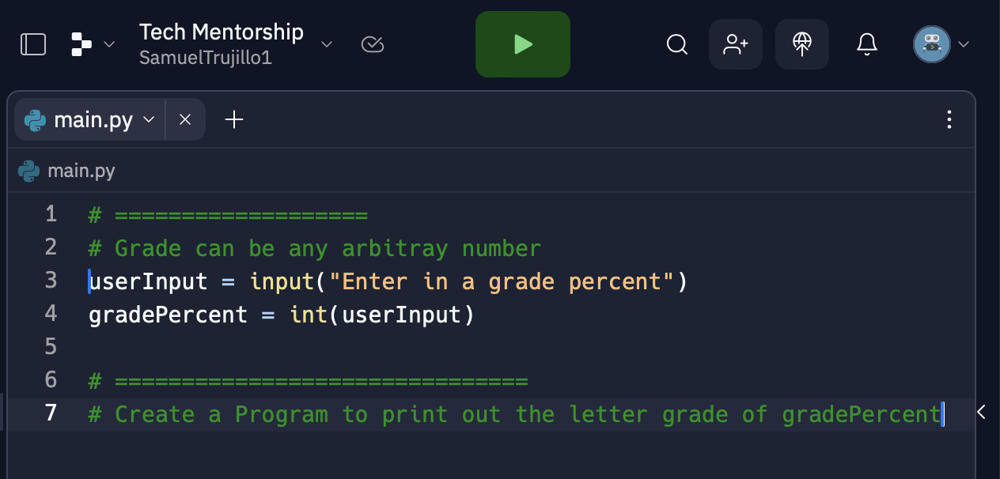 Tech Mentorship
SamuelTrujillo1
main.py
main.py
1 # ===================
2 # Grade can be any arbitray number
3 userInput = input("Enter in a grade percent")
4 gradePercent = int(userInput)
5
6 # ===============================
7 # Create a Program to print out the letter grade of gradePercent